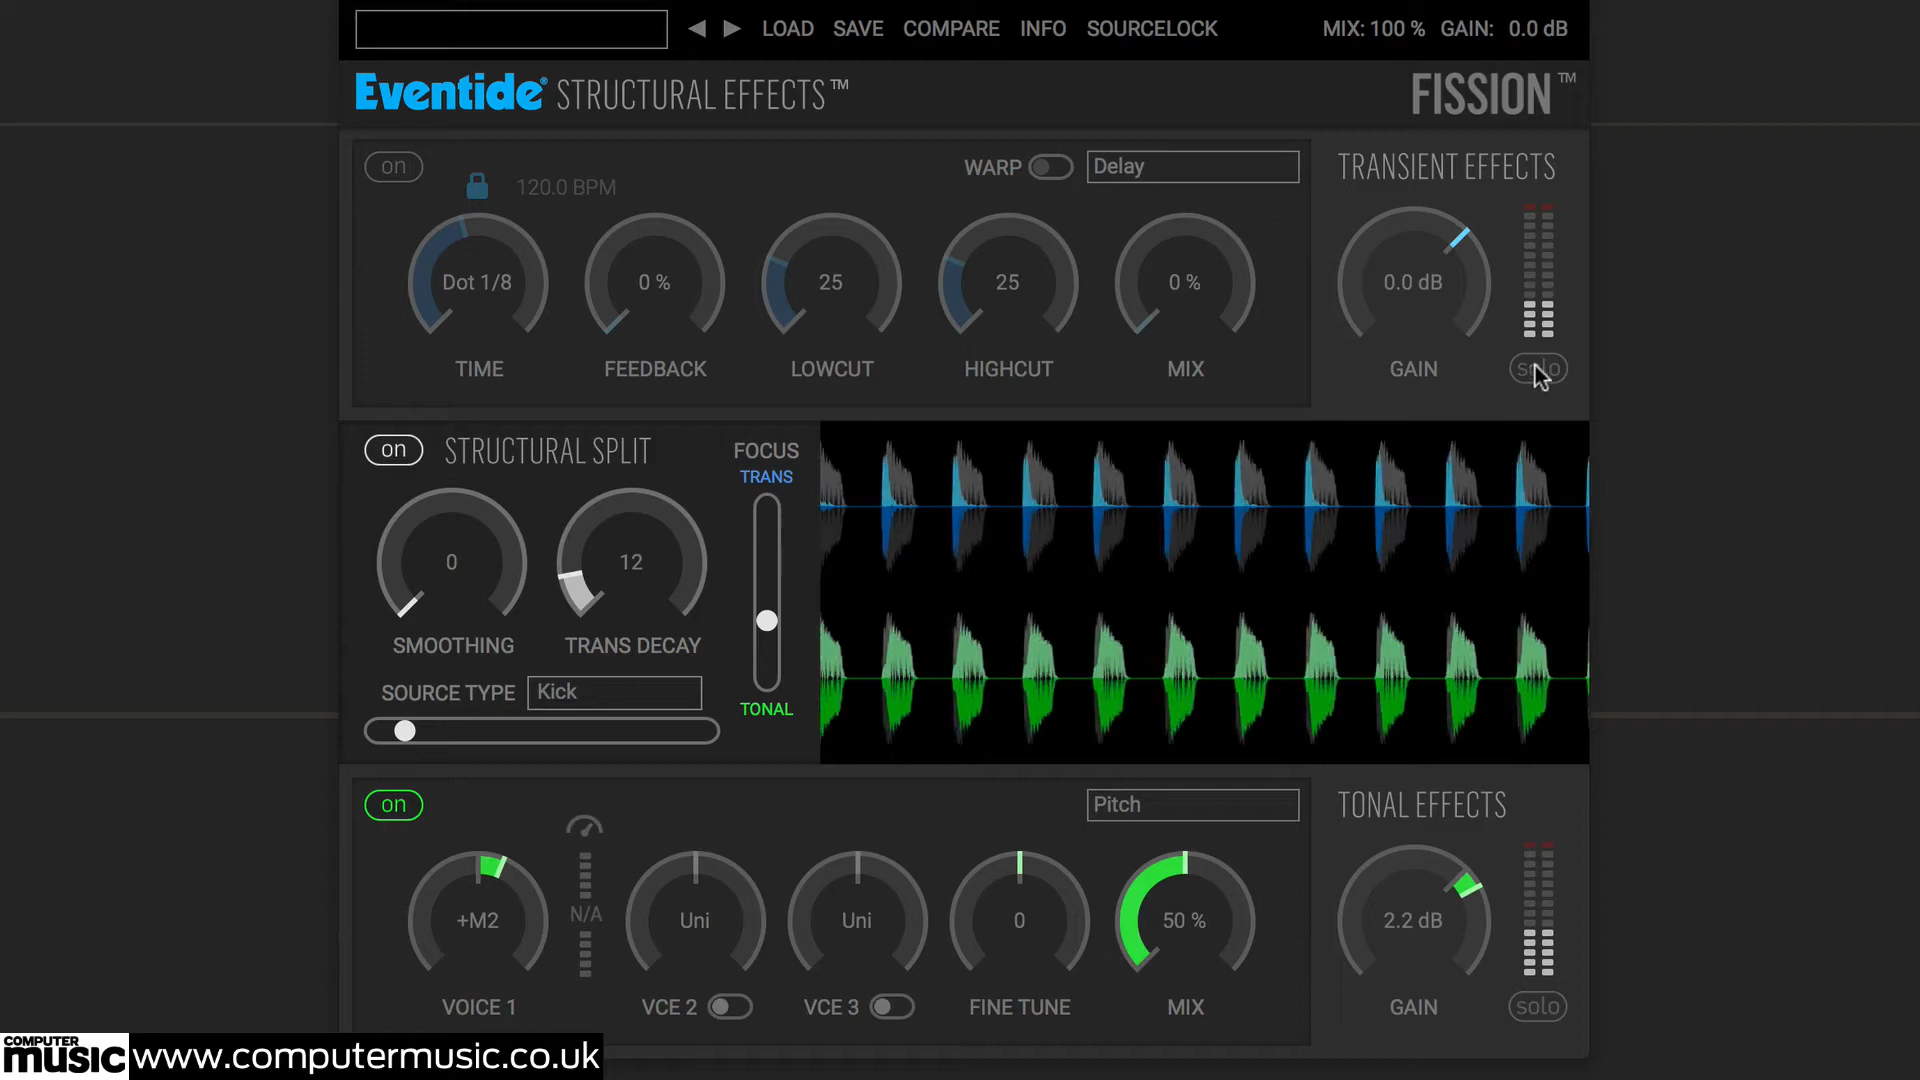 LOAD SAVE COMPARE INFO SOURCELOCK MIX: 100 % GAIN: 0.0 dB
Eventide® STRUCTURAL EFFECTS™ FISSION™
on WARP Delay TRANSIENT EFFECTS
120.0 BPM
Dot 1/8 0 % 25 25 0 % 0.0 dB
TIME FEEDBACK LOWCUT HIGHCUT MIX GAIN solo
on STRUCTURAL SPLIT FOCUS
TRANS
0 12
SMOOTHING TRANS DECAY
SOURCE TYPE Kick
TONAL
on Pitch TONAL EFFECTS
+M2 N/A Uni Uni 0 50 % 2.2 dB
VOICE 1 VCE 2 VCE 3 FINE TUNE MIX GAIN solo
COMPUTER
music www.computermusic.co.uk